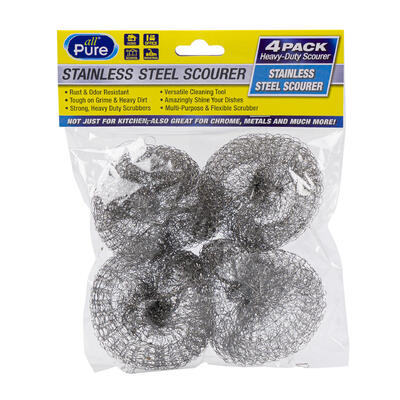 all
Pure
HOME
OFFICE
4 PACK
Heavy-Duty Scourer
STAINLESS STEEL SCOURER
STAINLESS
STEEL SCOURER
• Rust & Odor Resistant
• Tough on Grime & Heavy Dirt
• Strong, Heavy Duty Scrubbers
• Versatile Cleaning Tool
• Amazingly Shine Your Dishes
• Multi-Purpose & Flexible Scrubber
NOT JUST FOR KITCHEN,-ALSO GREAT FOR CHROME, METALS AND MUCH MORE!